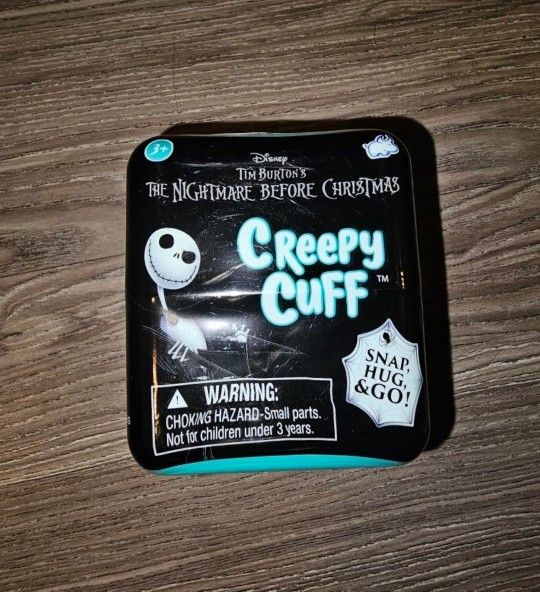 3+
Disney
Tim Burton's
The Nightmare Before Christmas
Creepy
Cuff™
Snap,
Hug,
& Go!
WARNING:
CHOKING HAZARD-Small parts.
Not for children under 3 years.